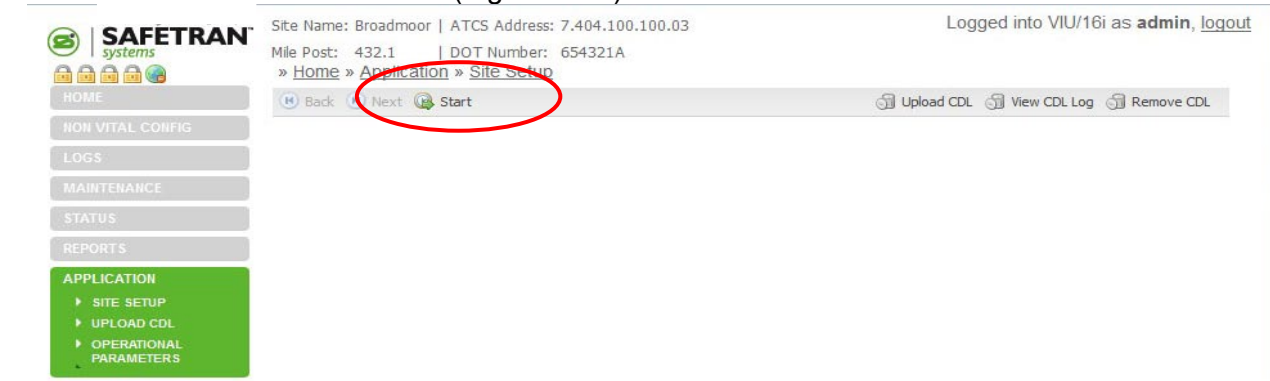 SAFETRAN
systems
Site Name: Broadmoor | ATCS Address: 7.404.100.100.03
Logged into VIU/16i as admin, logout
Mile Post: 432.1 | DOT Number: 654321A
» Home » Application » Site Setup
Back Next Start Upload CDL View CDL Log Remove CDL
HOME
NON VITAL CONFIG
LOGS
MAINTENANCE
STATUS
REPORTS
APPLICATION
SITE SETUP
UPLOAD CDL
OPERATIONAL
PARAMETERS